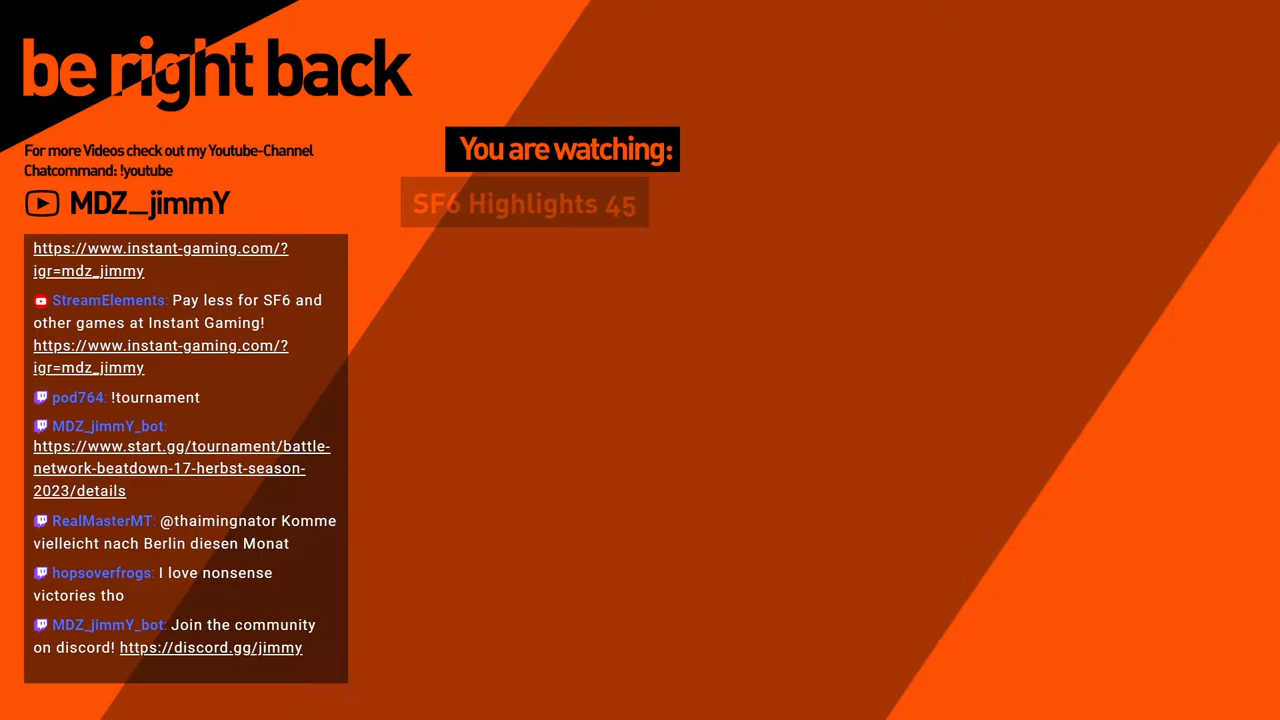 be right back
For more Videos check out my Youtube-Channel
Chatcommand: !youtube
MDZ_jimmY
You are watching:
SF6 Highlights 45
https://www.instant-gaming.com/?
igr=mdz_jimmy
StreamElements: Pay less for SF6 and
other games at Instant Gaming!
https://www.instant-gaming.com/?
igr=mdz_jimmy
pod764: !tournament
MDZ_jimmY_bot:
https://www.start.gg/tournament/battle-
network-beatdown-17-herbst-season-
2023/details
RealMasterMT: @thaimingnator Komme
vielleicht nach Berlin diesen Monat
hopsoverfrogs: I love nonsense
victories tho
MDZ_jimmY_bot: Join the community
on discord! https://discord.gg/jimmy